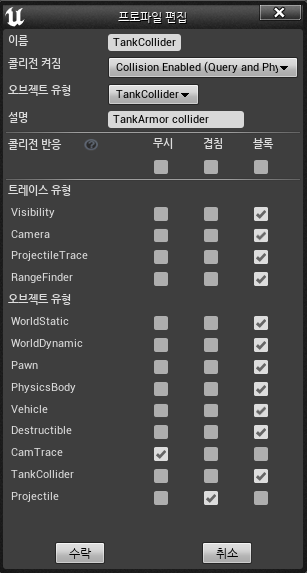 프로파일 편집
이름 TankCollider
콜리전 켜짐 Collision Enabled (Query and Phy
오브젝트 유형 TankCollider
설명 TankArmor collider
콜리전 반응 ? 무시 겹침 블록
트레이스 유형
Visibility
Camera
ProjectileTrace
RangeFinder
오브젝트 유형
WorldStatic
WorldDynamic
Pawn
PhysicsBody
Vehicle
Destructible
CamTrace
TankCollider
Projectile
수락 취소